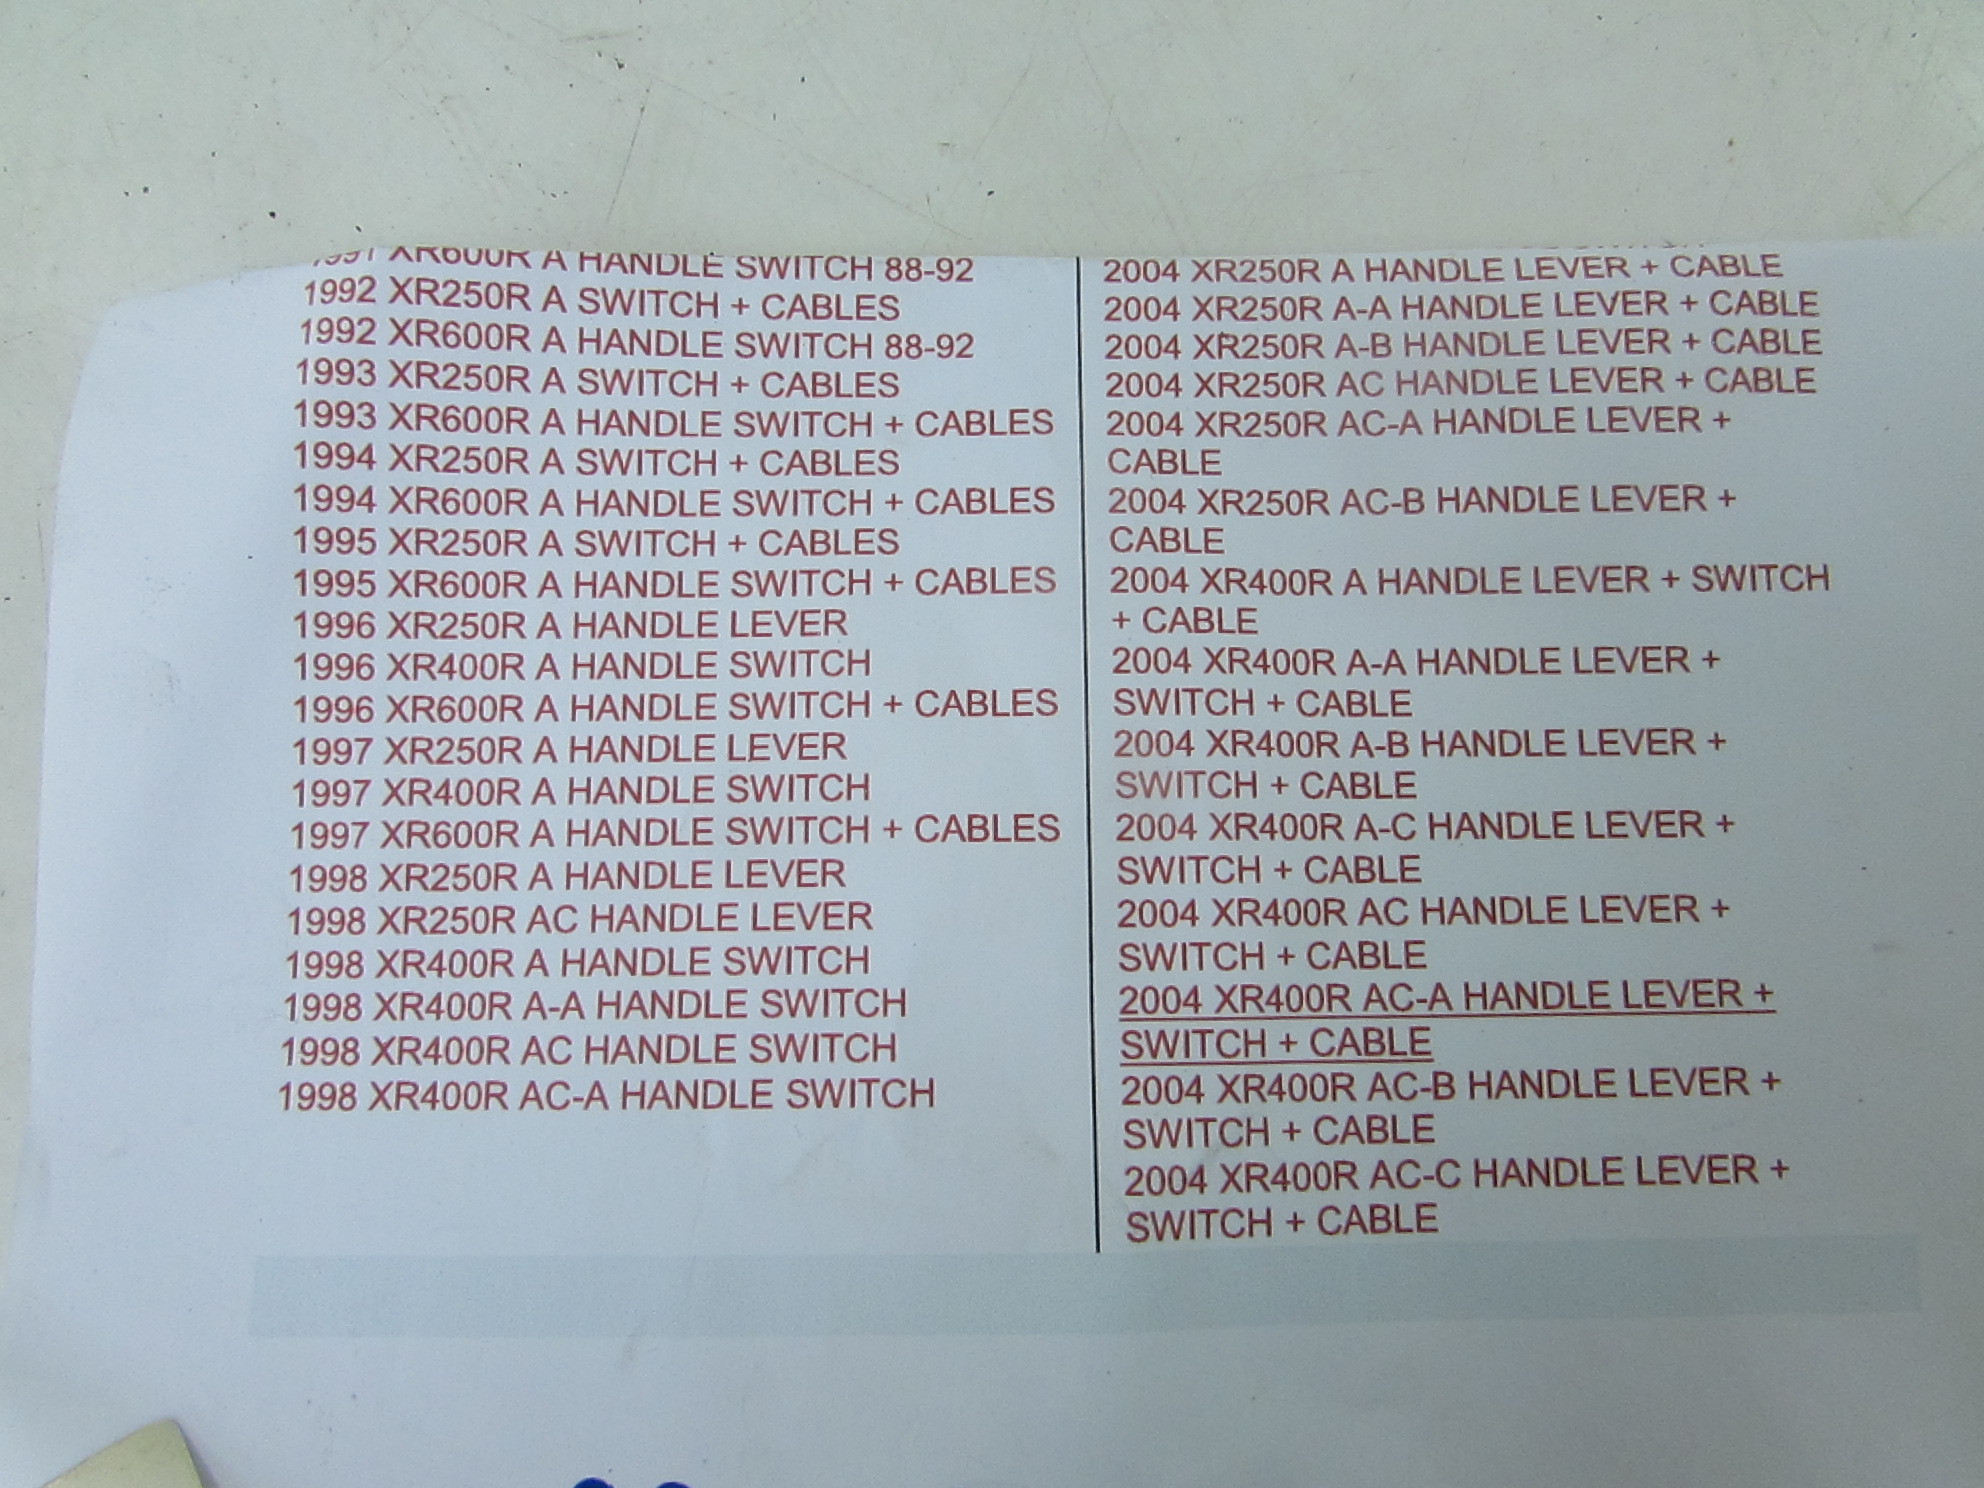 1991 XR600R A HANDLE SWITCH 88-92
1992 XR250R A SWITCH + CABLES
1992 XR600R A HANDLE SWITCH 88-92
1993 XR250R A SWITCH + CABLES
1993 XR600R A HANDLE SWITCH + CABLES
1994 XR250R A SWITCH + CABLES
1994 XR600R A HANDLE SWITCH + CABLES
1995 XR250R A SWITCH + CABLES
1995 XR600R A HANDLE SWITCH + CABLES
1996 XR250R A HANDLE LEVER
1996 XR400R A HANDLE SWITCH
1996 XR600R A HANDLE SWITCH + CABLES
1997 XR250R A HANDLE LEVER
1997 XR400R A HANDLE SWITCH
1997 XR600R A HANDLE SWITCH + CABLES
1998 XR250R A HANDLE LEVER
1998 XR250R AC HANDLE LEVER
1998 XR400R A HANDLE SWITCH
1998 XR400R A-A HANDLE SWITCH
1998 XR400R AC HANDLE SWITCH
1998 XR400R AC-A HANDLE SWITCH
2004 XR250R A HANDLE LEVER + CABLE
2004 XR250R A-A HANDLE LEVER + CABLE
2004 XR250R A-B HANDLE LEVER + CABLE
2004 XR250R AC HANDLE LEVER + CABLE
2004 XR250R AC-A HANDLE LEVER +
CABLE
2004 XR250R AC-B HANDLE LEVER +
CABLE
2004 XR400R A HANDLE LEVER + SWITCH
+ CABLE
2004 XR400R A-A HANDLE LEVER +
SWITCH + CABLE
2004 XR400R A-B HANDLE LEVER +
SWITCH + CABLE
2004 XR400R A-C HANDLE LEVER +
SWITCH + CABLE
2004 XR400R AC HANDLE LEVER +
SWITCH + CABLE
2004 XR400R AC-A HANDLE LEVER +
SWITCH + CABLE
2004 XR400R AC-B HANDLE LEVER +
SWITCH + CABLE
2004 XR400R AC-C HANDLE LEVER +
SWITCH + CABLE